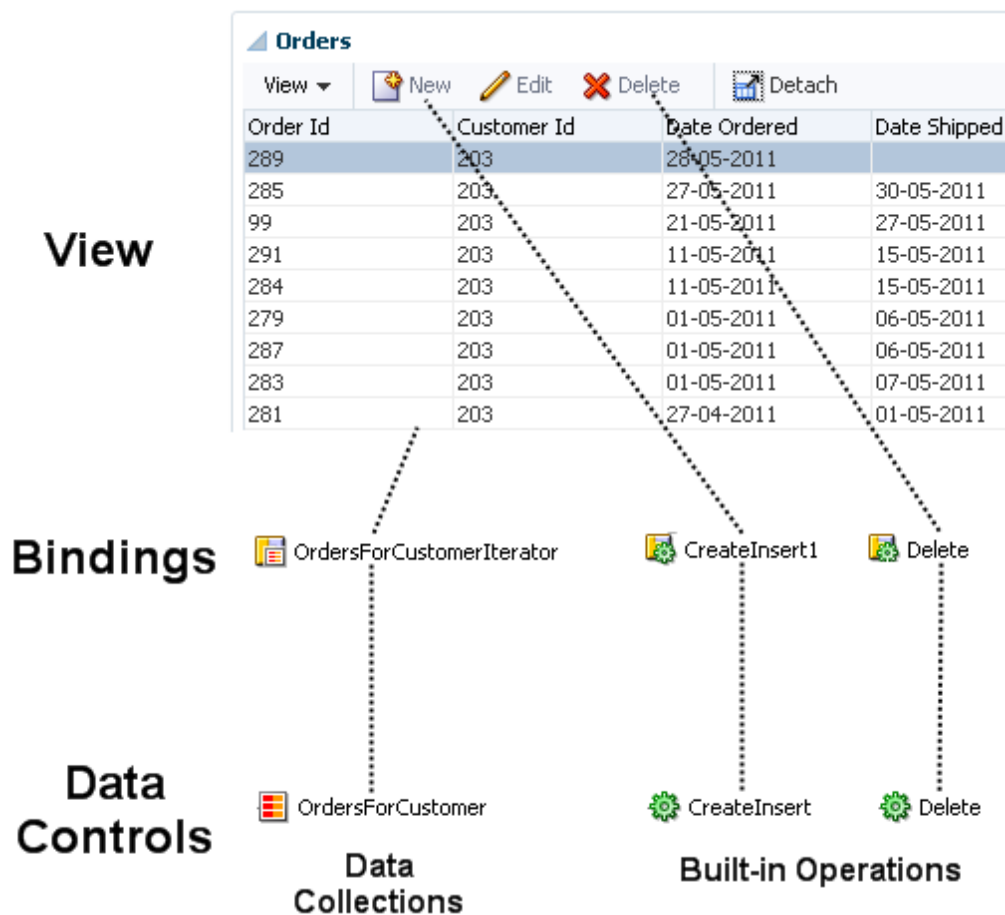 Orders
View New Edit Delete Detach
Order Id Customer Id Date Ordered Date Shipped
289 203 28-05-2011
285 203 27-05-2011 30-05-2011
99 203 21-05-2011 27-05-2011
291 203 11-05-2011 15-05-2011
284 203 11-05-2011 15-05-2011
279 203 01-05-2011 06-05-2011
287 203 01-05-2011 06-05-2011
283 203 01-05-2011 07-05-2011
281 203 27-04-2011 01-05-2011
View
Bindings OrdersForCustomerIterator CreateInsert1 Delete
Data
Controls
OrdersForCustomer CreateInsert Delete
Data
Collections
Built-in Operations